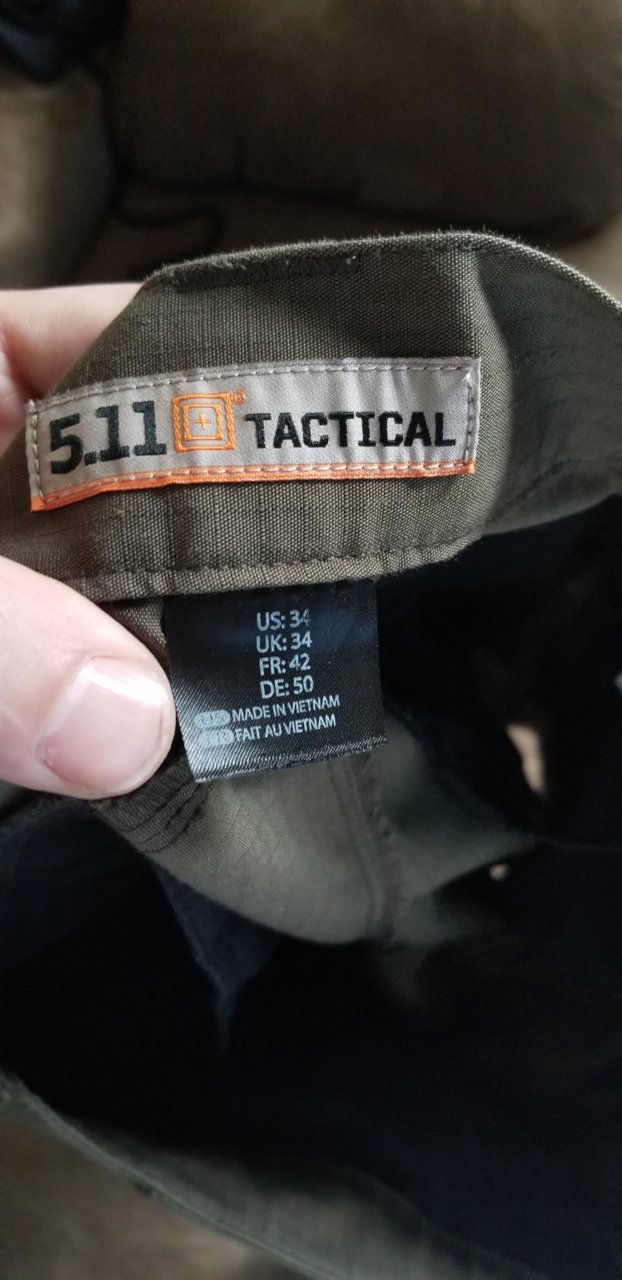 5.11 TACTICAL
US: 34
UK: 34
FR: 42
DE: 50
MADE IN VIETNAM
FAIT AU VIETNAM